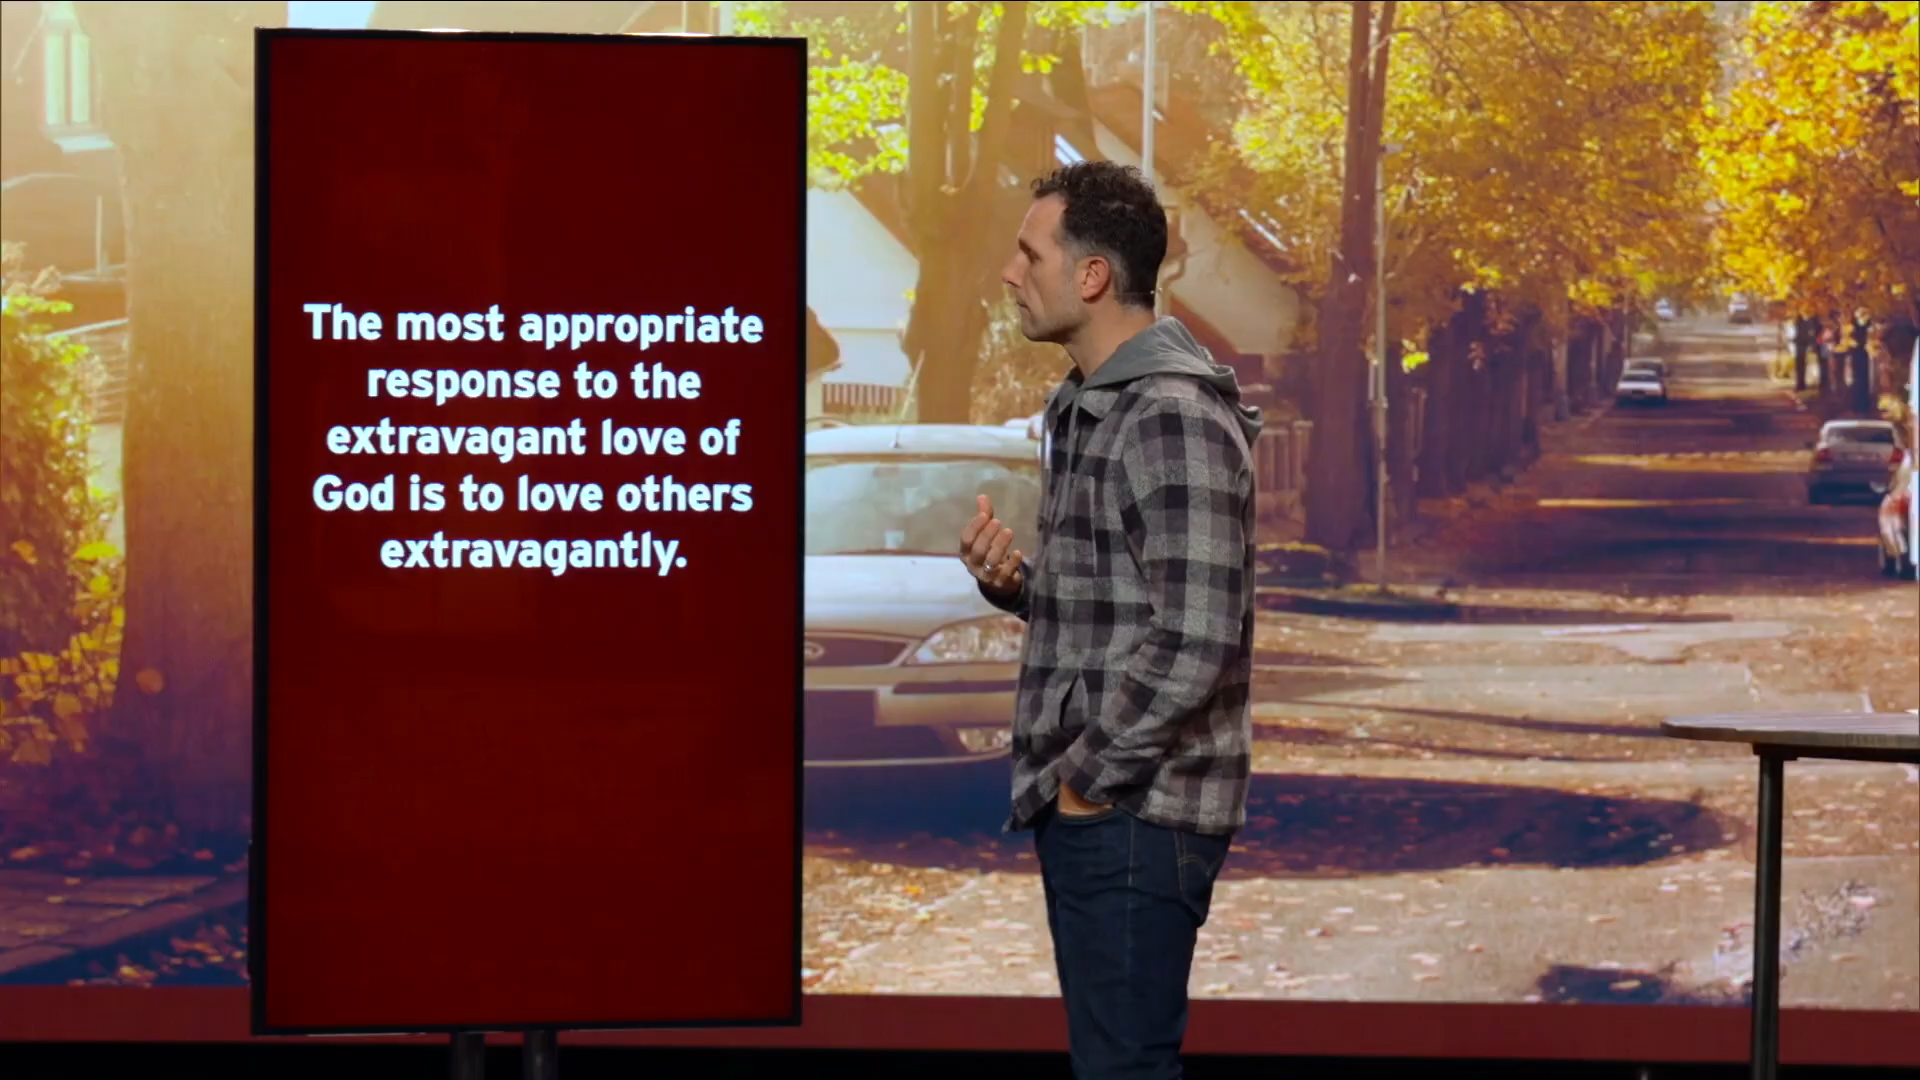 The most appropriate
response to the
extravagant love of
God is to love others
extravagantly.